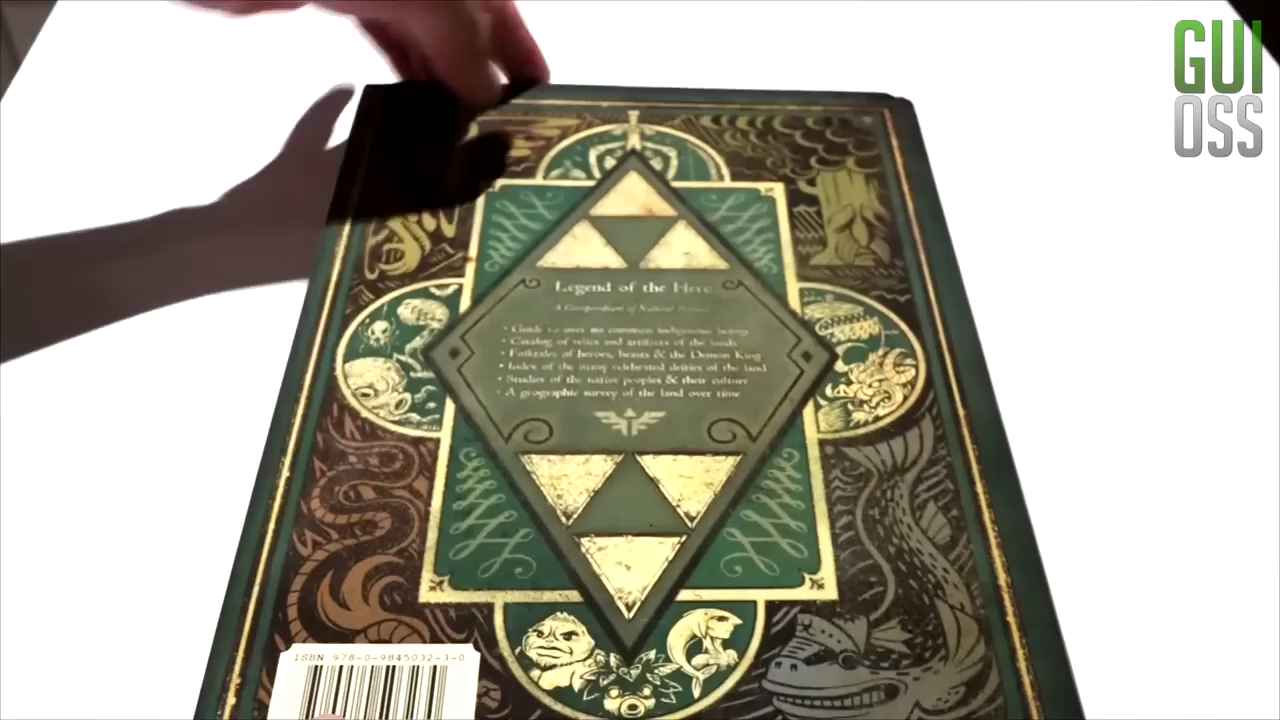 GUI
OSS
Legend of the Hero
A Compendium of Natural
• Guide to over 110 common indigenous beings
• Catalog of relics and artifacts of the lands
• Folktales of heroes, beasts & the Demon King
• Index of the many celebrated deities of the land
• Studies of the native peoples & their culture
• A geographic survey of the land over time
ISBN 978-0-9845032-3-0